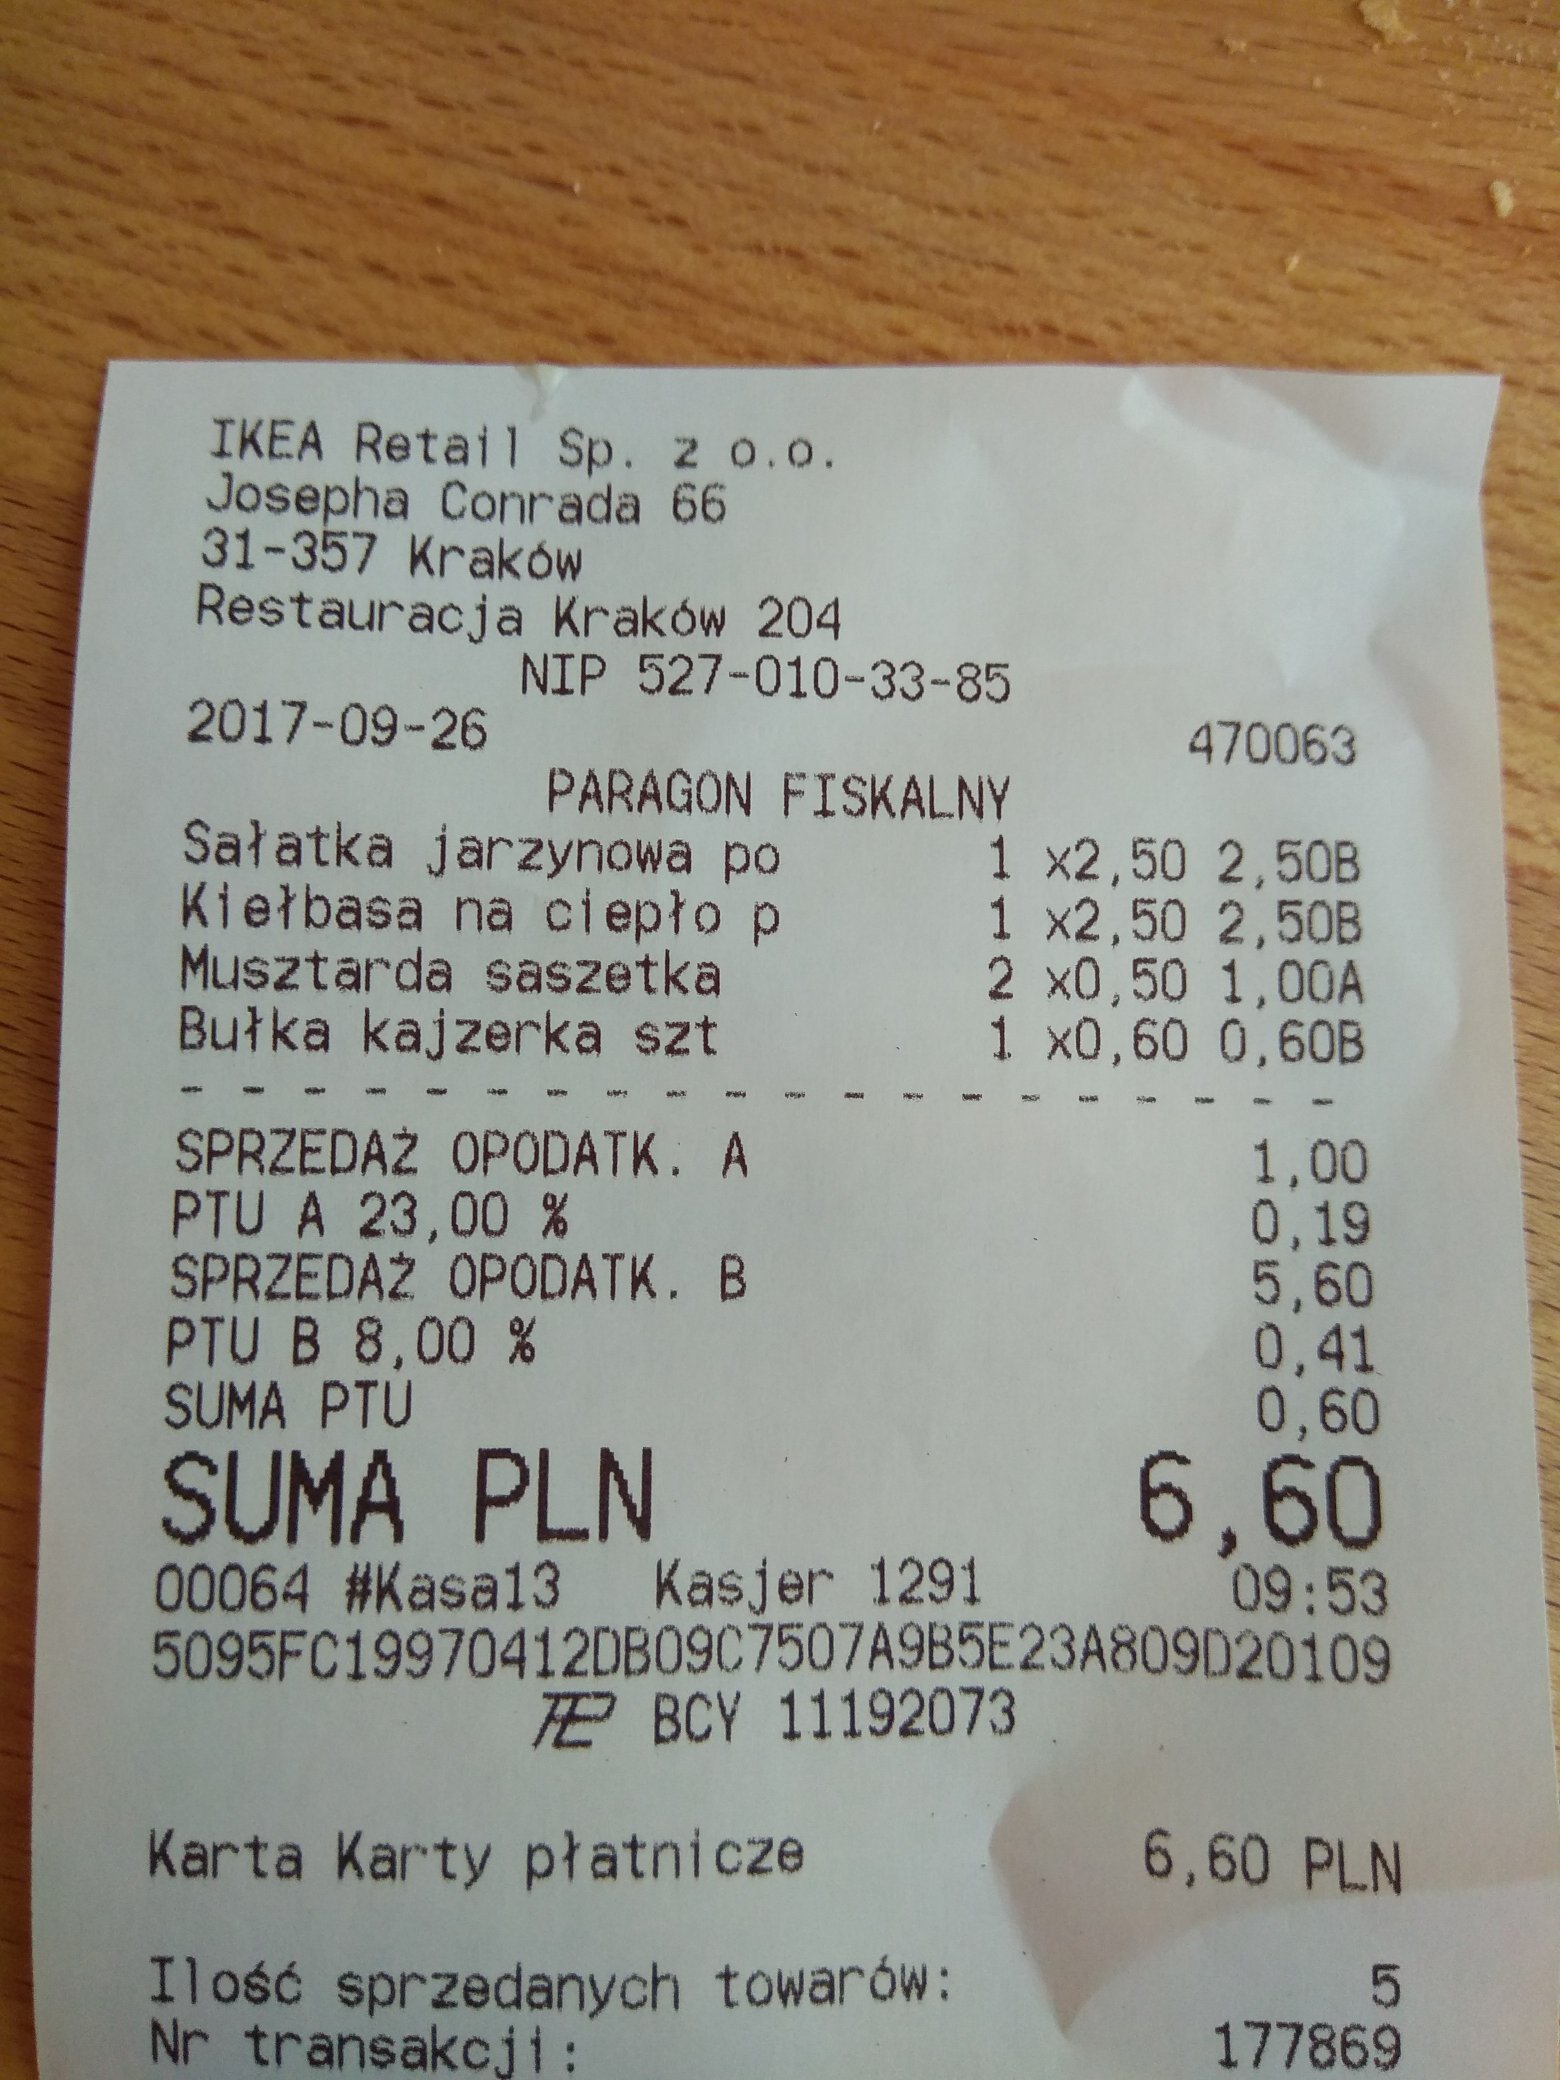 IKEA Retail Sp. z o.o.
Josepha Conrada 66
31-357 Kraków
Restauracja Kraków 204
NIP 527-010-33-85
2017-09-26 470063
PARAGON FISKALNY
Sałatka jarzynowa po 1 x2,50 2,50B
Kiełbasa na ciepło p 1 x2,50 2,50B
Musztarda saszetka 2 x0,50 1,00A
Bułka kajzerka szt 1 x0,60 0,60B
- - - - - - - - - - - - - - - - - - - -
SPRZEDAŻ OPODATK. A 1,00
PTU A 23,00 % 0,19
SPRZEDAŻ OPODATK. B 5,60
PTU B 8,00 % 0,41
SUMA PTU 0,60
SUMA PLN 6,60
00064 #Kasa13 Kasjer 1291 09:53
5095FC19970412DB09C7507A9B5E23A809D20109
BCY 11192073
Karta Karty płatnicze 6,60 PLN
Ilość sprzedanych towarów: 5
Nr transakcji: 177869